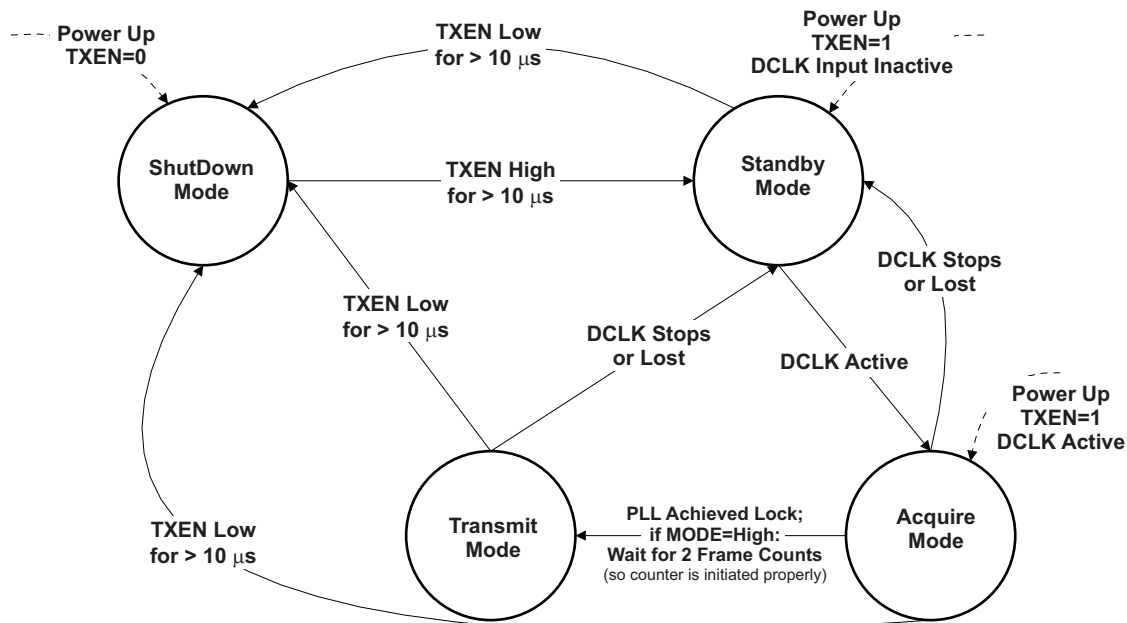 Power Up
TXEN=0
TXEN Low
for > 10 μs
Power Up
TXEN=1
DCLK Input Inactive
ShutDown
Mode
TXEN High
for > 10 μs
Standby
Mode
TXEN Low
for > 10 μs
DCLK Stops
or Lost
DCLK Stops
or Lost
DCLK Active
Power Up
TXEN=1
DCLK Active
TXEN Low
for > 10 μs
Transmit
Mode
PLL Achieved Lock;
if MODE=High:
Wait for 2 Frame Counts
(so counter is initiated properly)
Acquire
Mode